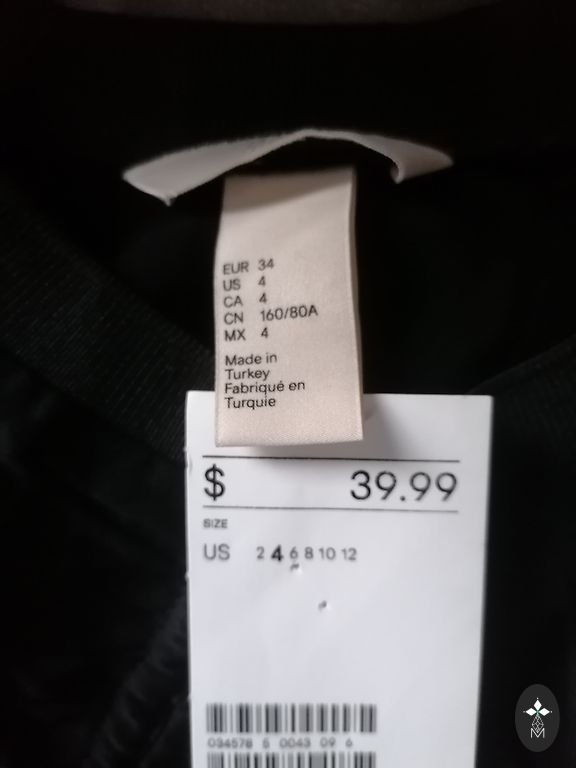 EUR 34
US 4
CA 4
CN 160/80A
MX 4
Made in
Turkey
Fabriqué en
Turquie
$ 39.99
SIZE
US 2 4 6 8 10 12
034578 5 0043 09 6
M